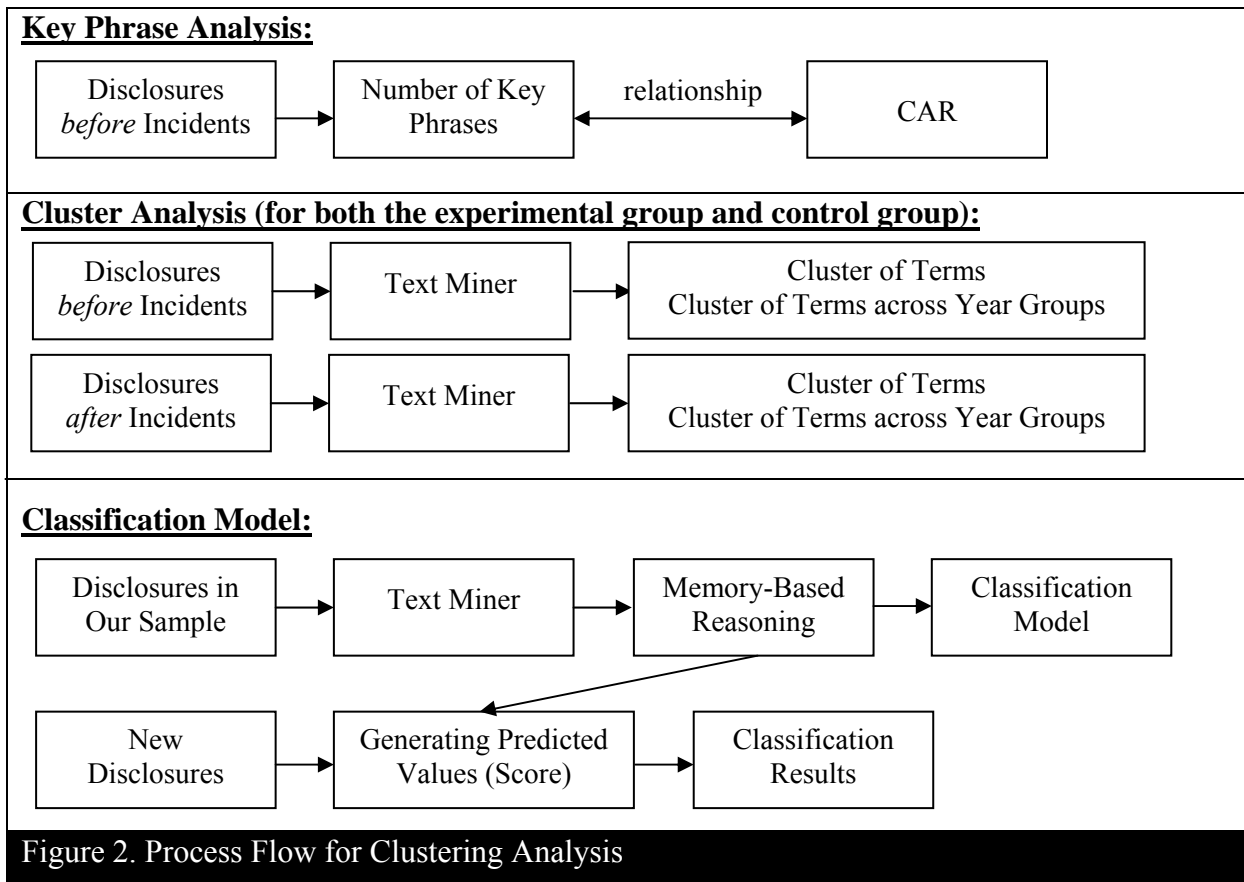 Key Phrase Analysis:
Disclosures
before Incidents
Number of Key
Phrases
relationship
CAR
Cluster Analysis (for both the experimental group and control group):
Disclosures
before Incidents
Text Miner
Cluster of Terms
Cluster of Terms across Year Groups
Disclosures
after Incidents
Text Miner
Cluster of Terms
Cluster of Terms across Year Groups
Classification Model:
Disclosures in
Our Sample
Text Miner
Memory-Based
Reasoning
Classification
Model
New
Disclosures
Generating Predicted
Values (Score)
Classification
Results
Figure 2. Process Flow for Clustering Analysis